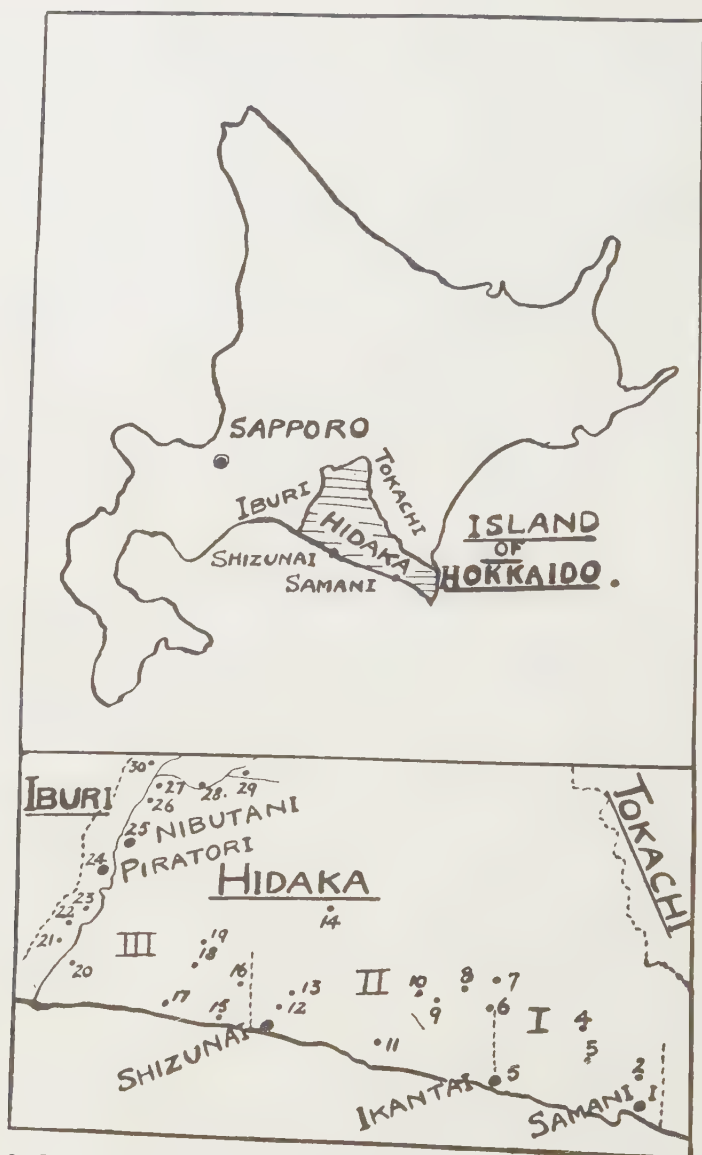 SAPPORO
IBURI
TOKACHI
HIDAKA
SHIZUNAI
SAMANI
ISLAND
OF
HOKKAIDO.
30
IBURI
27
28.
29
26
25
NIBUTANI
PIRATORI
24
TOKACHI
HIDAKA
23
22
21
14
III
19
18
20
16
II
10
8
7
13
12
9
6
I
4
17
15
11
5
SHIZUNAI
5
2
IKANTAI
SAMANI
1